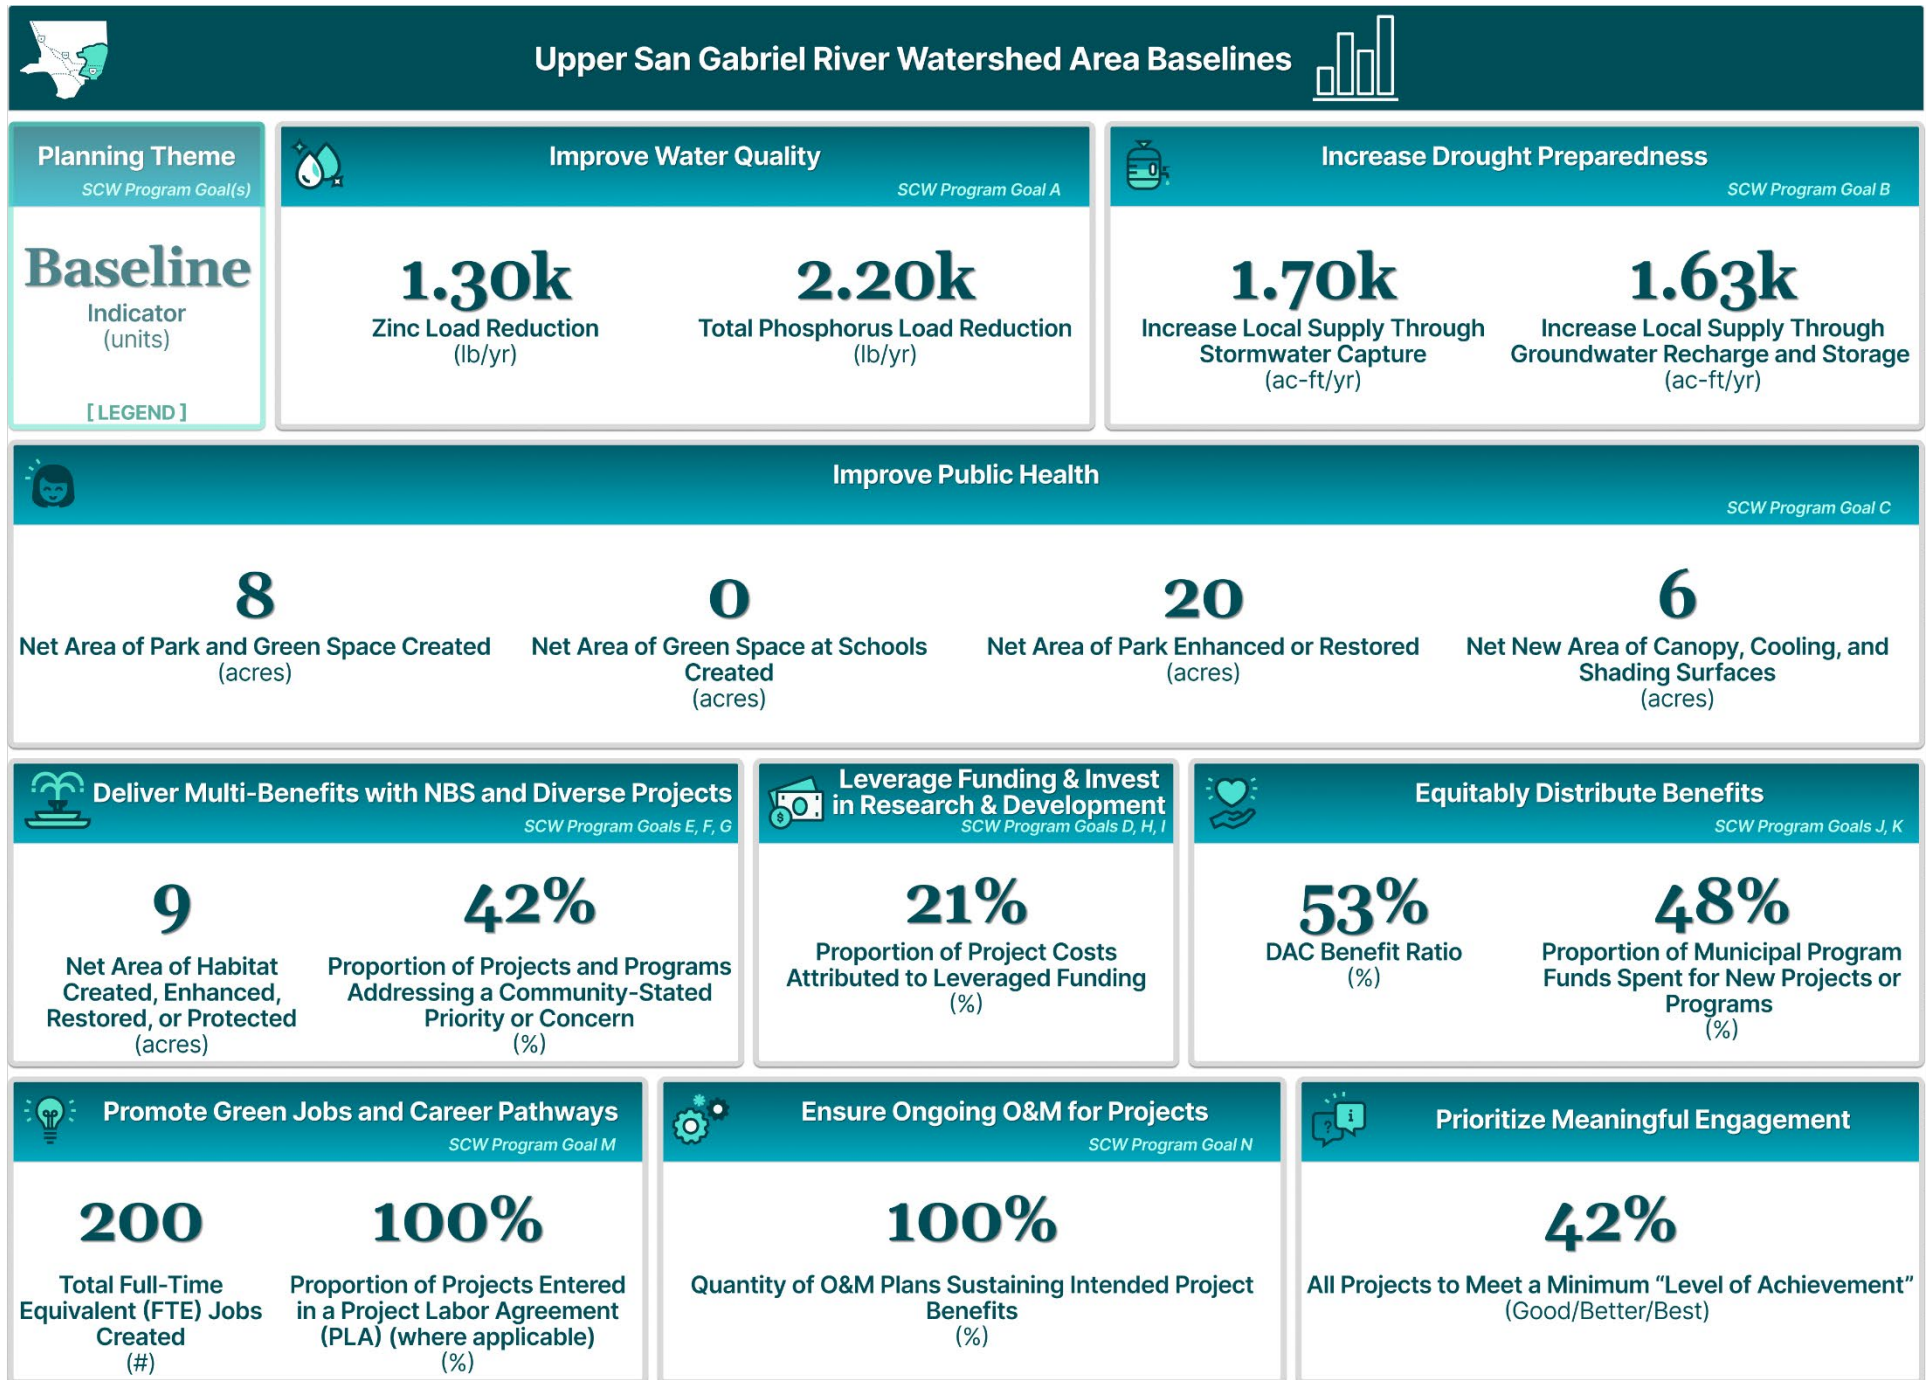 Upper San Gabriel River Watershed Area Baselines
Planning Theme
SCW Program Goal(s)
Baseline
Indicator
(units)
[ LEGEND ]
Improve Water Quality
SCW Program Goal A
1.30k
Zinc Load Reduction
(lb/yr)
2.20k
Total Phosphorus Load Reduction
(lb/yr)
Increase Drought Preparedness
SCW Program Goal B
1.70k
Increase Local Supply Through
Stormwater Capture
(ac-ft/yr)
1.63k
Increase Local Supply Through
Groundwater Recharge and Storage
(ac-ft/yr)
Improve Public Health
SCW Program Goal C
8
Net Area of Park and Green Space Created
(acres)
0
Net Area of Green Space at Schools
Created
(acres)
20
Net Area of Park Enhanced or Restored
(acres)
6
Net New Area of Canopy, Cooling, and
Shading Surfaces
(acres)
Deliver Multi-Benefits with NBS and Diverse Projects
SCW Program Goals E, F, G
9
Net Area of Habitat
Created, Enhanced,
Restored, or Protected
(acres)
42%
Proportion of Projects and Programs
Addressing a Community-Stated
Priority or Concern
(%)
Leverage Funding & Invest
in Research & Development
SCW Program Goals D, H, I
21%
Proportion of Project Costs
Attributed to Leveraged Funding
(%)
Equitably Distribute Benefits
SCW Program Goals J, K
53%
DAC Benefit Ratio
(%)
48%
Proportion of Municipal Program
Funds Spent for New Projects or
Programs
(%)
Promote Green Jobs and Career Pathways
SCW Program Goal M
200
Total Full-Time
Equivalent (FTE) Jobs
Created
(#)
100%
Proportion of Projects Entered
in a Project Labor Agreement
(PLA) (where applicable)
(%)
Ensure Ongoing O&M for Projects
SCW Program Goal N
100%
Quantity of O&M Plans Sustaining Intended Project
Benefits
(%)
Prioritize Meaningful Engagement
42%
All Projects to Meet a Minimum “Level of Achievement”
(Good/Better/Best)